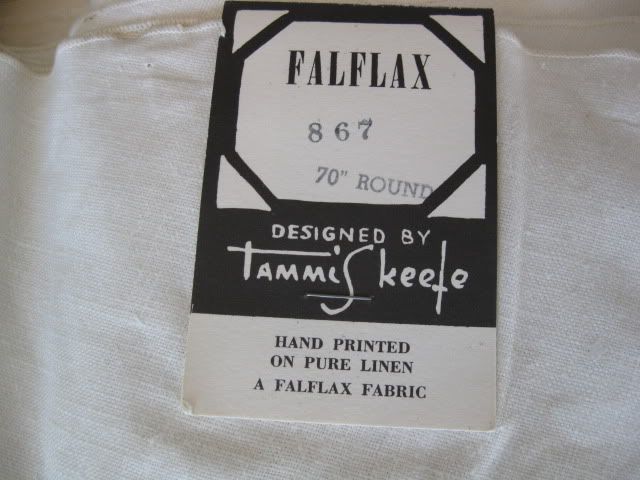 FALFLAX
867
70" ROUND
DESIGNED BY
Tammis Keefe
HAND PRINTED
ON PURE LINEN
A FALFLAX FABRIC